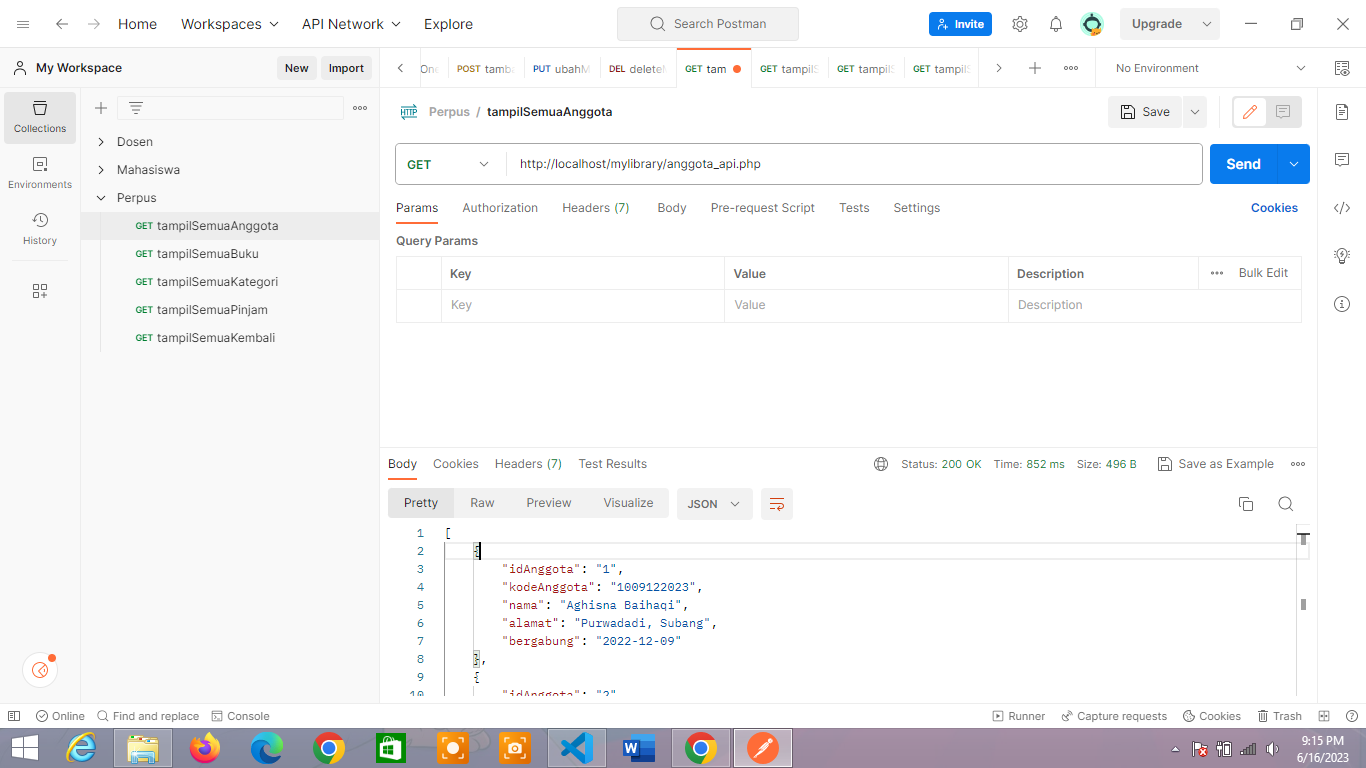 Home Workspaces API Network Explore Search Postman Invite Upgrade
My Workspace New Import One POST tamb PUT ubahM DEL deleteM GET tam GET tampilS GET tampilS GET tampilS No Environment
Collections
Environments
History
Dosen
Mahasiswa
Perpus
GET tampilSemuaAnggota
GET tampilSemuaBuku
GET tampilSemuaKategori
GET tampilSemuaPinjam
GET tampilSemuaKembali
HTTP Perpus / tampilSemuaAnggota Save
GET http://localhost/mylibrary/anggota_api.php Send
Params Authorization Headers (7) Body Pre-request Script Tests Settings Cookies
Query Params
Key Value Description Bulk Edit
Key Value Description
Body Cookies Headers (7) Test Results Status: 200 OK Time: 852 ms Size: 496 B Save as Example
Pretty Raw Preview Visualize JSON
1 [
2 {
3 "idAnggota": "1",
4 "kodeAnggota": "1009122023",
5 "nama": "Aghisna Baihaqi",
6 "alamat": "Purwadadi, Subang",
7 "bergabung": "2022-12-09"
8 },
9 {
10 "idAnggota": "2"
Online Find and replace Console Runner Capture requests Cookies Trash
9:15 PM
6/16/2023